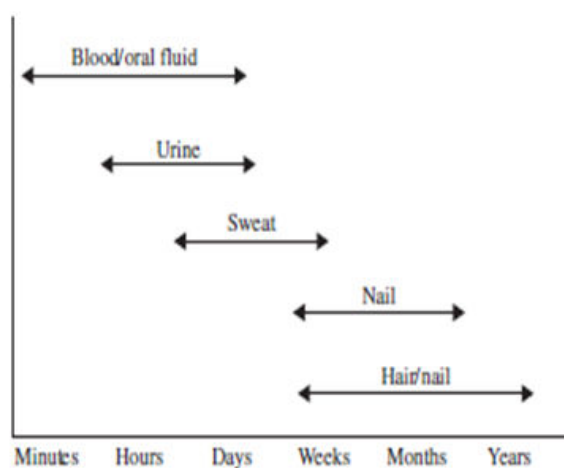 Blood/oral fluid
Urine
Sweat
Nail
Hair/nail
Minutes Hours Days Weeks Months Years